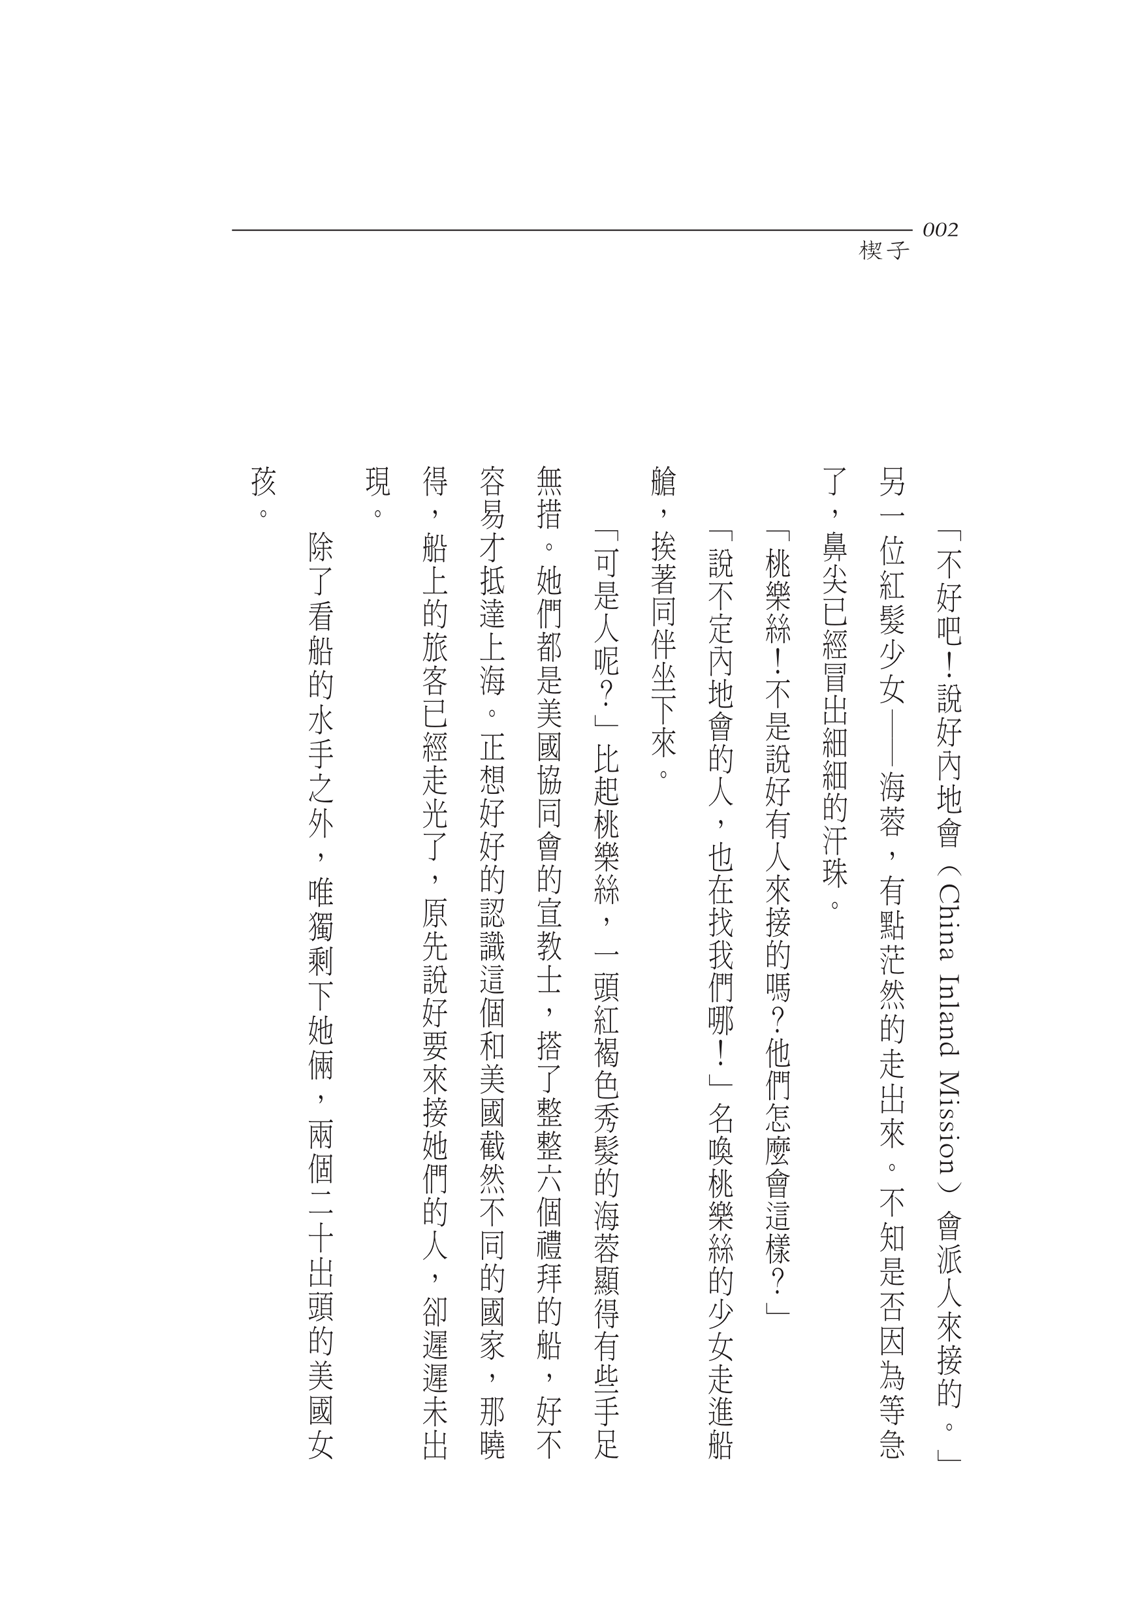 002
楔子
「不好吧！說好內地會（China Inland Mission）會派人來接的。」
另一位紅髮少女——海蓉，有點茫然的走出來。不知是否因為等急
了，鼻尖已經冒出細細的汗珠。
「桃樂絲！不是說好有人來接的嗎？他們怎麼會這樣？」
「說不定內地會的人，也在找我們哪！」名喚桃樂絲的少女走進船
艙，挨著同伴坐下來。
「可是人呢？」比起桃樂絲，一頭紅褐色秀髮的海蓉顯得有些手足
無措。她們都是美國協同會的宣教士，搭了整整六個禮拜的船，好不
容易才抵達上海。正想好好的認識這個和美國截然不同的國家，那曉
得，船上的旅客已經走光了，原先說好要來接她們的人，卻遲遲未出
現。
除了看船的水手之外，唯獨剩下她倆，兩個二十出頭的美國女
孩。